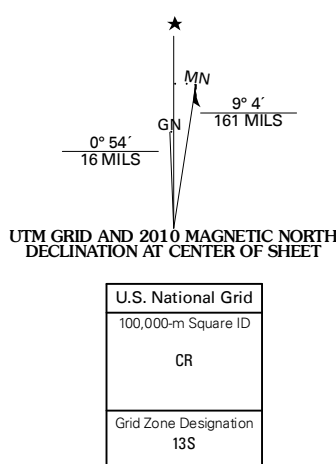 ★
MN
GN
9° 4´
161 MILS
0° 54´
16 MILS
UTM GRID AND 2010 MAGNETIC NORTH
DECLINATION AT CENTER OF SHEET
U.S. National Grid
100,000-m Square ID
CR
Grid Zone Designation
13S